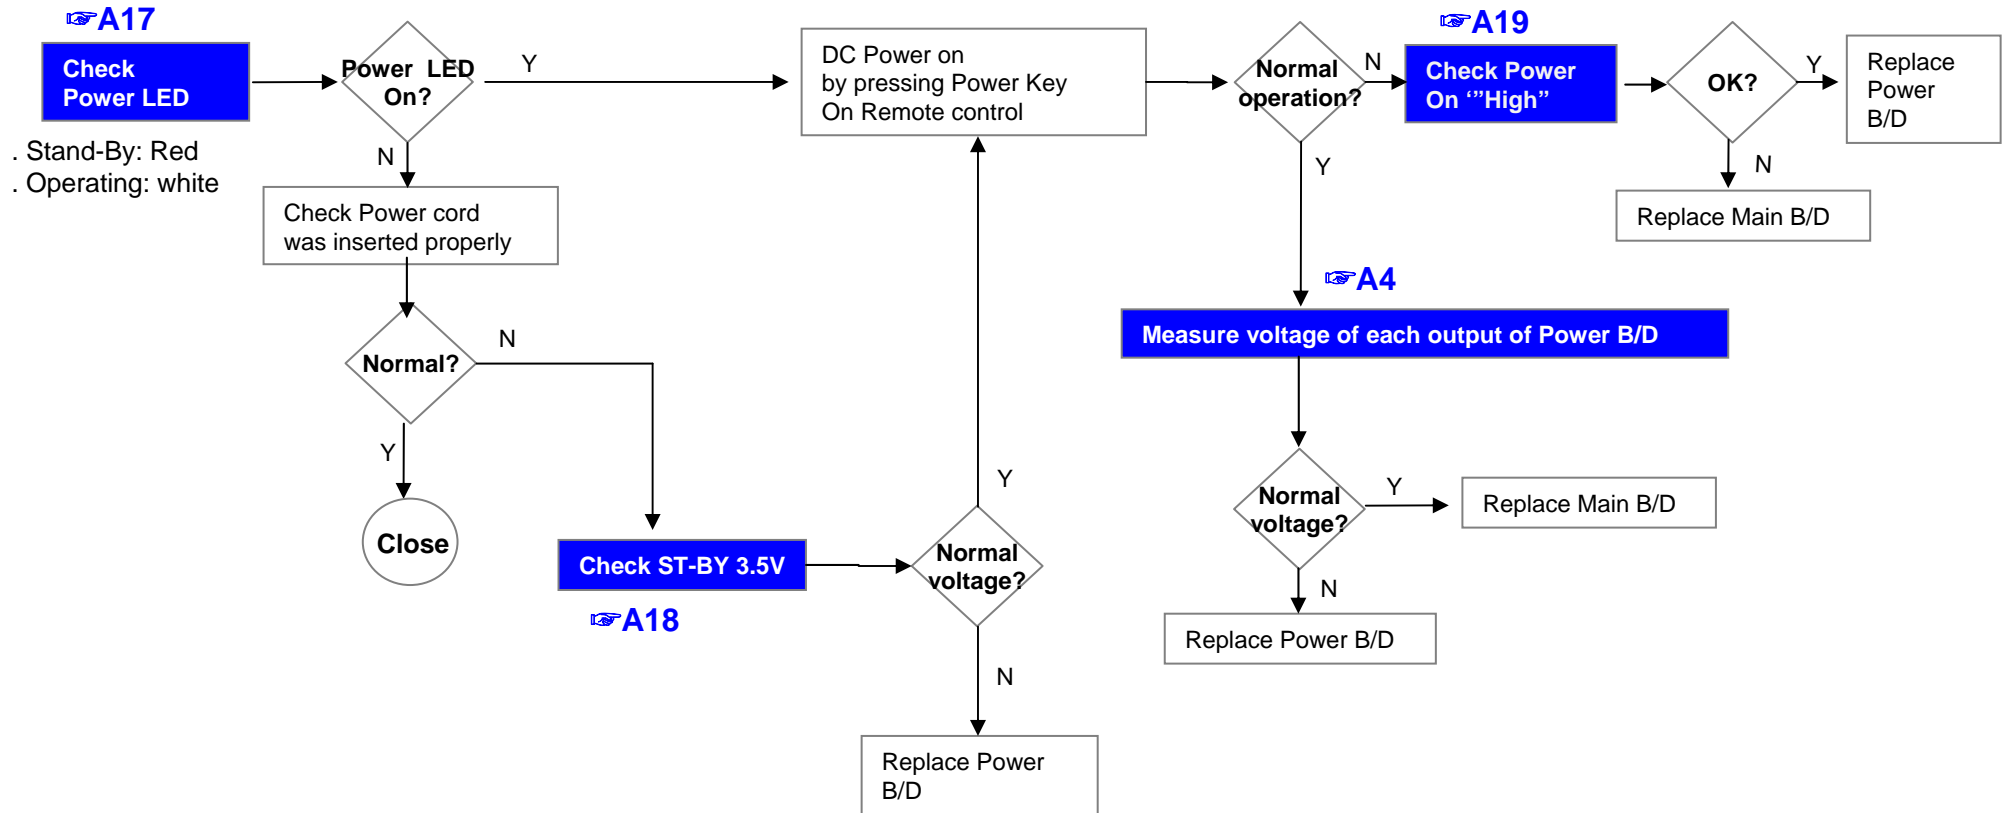 ☞A17
Check
Power LED
. Stand-By: Red
. Operating: white
Power LED
On?
Y
N
Check Power cord
was inserted properly
Normal?
N
Y
Close
Check ST-BY 3.5V
☞A18
Normal
voltage?
Y
N
Replace Power
B/D
DC Power on
by pressing Power Key
On Remote control
Normal
operation?
N
Y
☞A19
Check Power
On ‘”High”
OK?
Y
Replace
Power
B/D
N
Replace Main B/D
☞A4
Measure voltage of each output of Power B/D
Normal
voltage?
Y
Replace Main B/D
N
Replace Power B/D